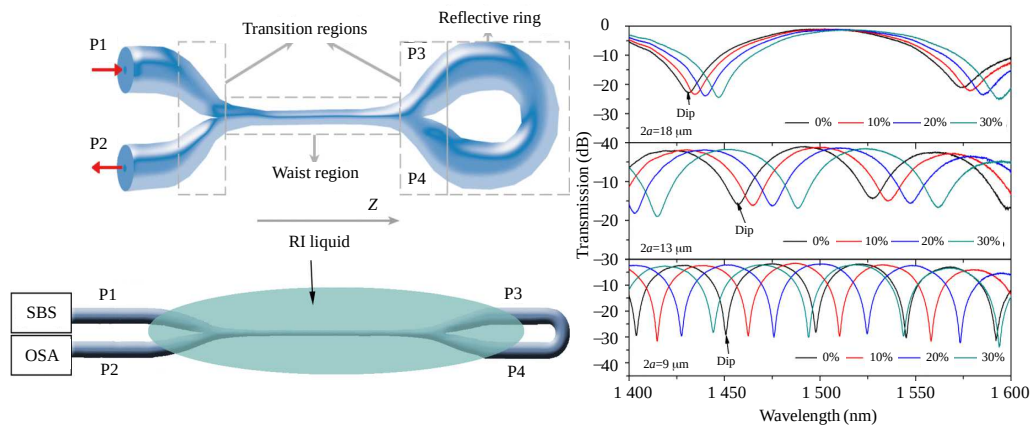 Reflective ring
Transition regions
P1
P3
P2
P4
Waist region
Z
RI liquid
P1
P3
SBS
OSA
P2
P4
0
−10
−20
−30
−40
−10
−20
−30
−10
−20
−30
−40
Transmission (dB)
Dip
2a=18 μm
0% 10% 20% 30%
Dip
2a=13 μm
0% 10% 20% 30%
Dip
2a=9 μm
0% 10% 20% 30%
1 400 1 450 1 500 1 550 1 600
Wavelength (nm)